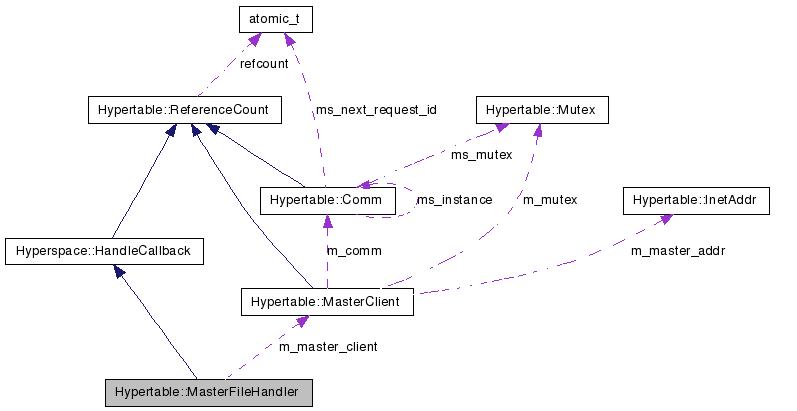 atomic_t
refcount
Hypertable::ReferenceCount
ms_next_request_id
Hypertable::Mutex
ms_mutex
Hypertable::Comm
ms_instance
m_mutex
Hypertable::InetAddr
Hyperspace::HandleCallback
m_comm
m_master_addr
Hypertable::MasterClient
m_master_client
Hypertable::MasterFileHandler